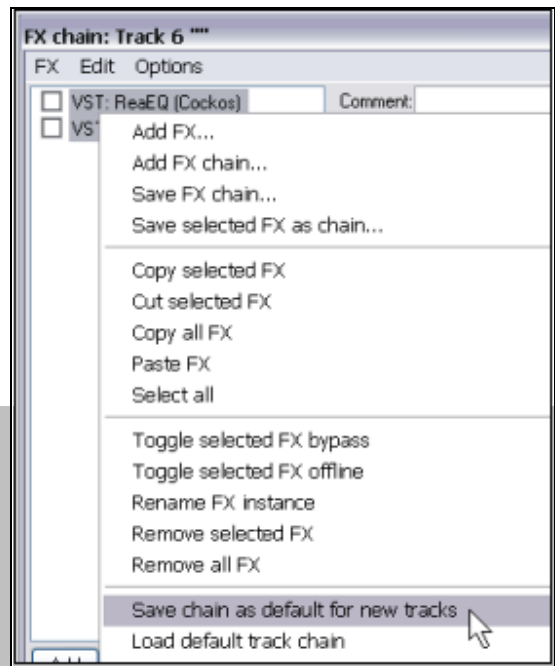 FX chain: Track 6 ""
FX Edit Options
VST: ReaEQ (Cockos) Comment:
Add FX...
Add FX chain...
Save FX chain...
Save selected FX as chain...
Copy selected FX
Cut selected FX
Copy all FX
Paste FX
Select all
Toggle selected FX bypass
Toggle selected FX offline
Rename FX instance
Remove selected FX
Remove all FX
Save chain as default for new tracks
Load default track chain